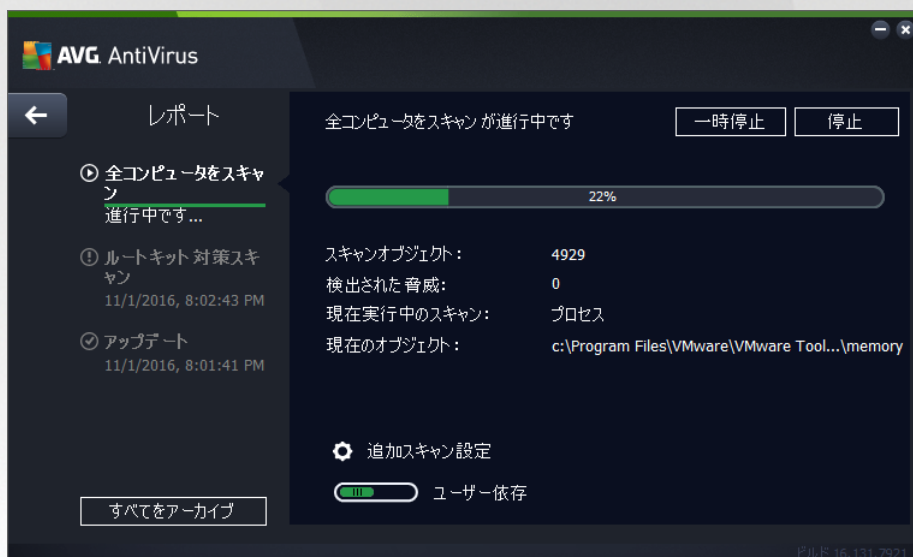 AVG AntiVirus
レポート
全コンピュータをスキャ
ン
進行中です...
ルートキット対策スキ
ャン
11/1/2016, 8:02:43 PM
アップデート
11/1/2016, 8:01:41 PM
すべてをアーカイブ
全コンピュータをスキャン が進行中です
一時停止
停止
22%
スキャンオブジェクト: 4929
検出された脅威: 0
現在実行中のスキャン: プロセス
現在のオブジェクト: c:\Program Files\VMware\VMware Tool...\memory
追加スキャン設定
ユーザー依存
ビルド 16.131.7924